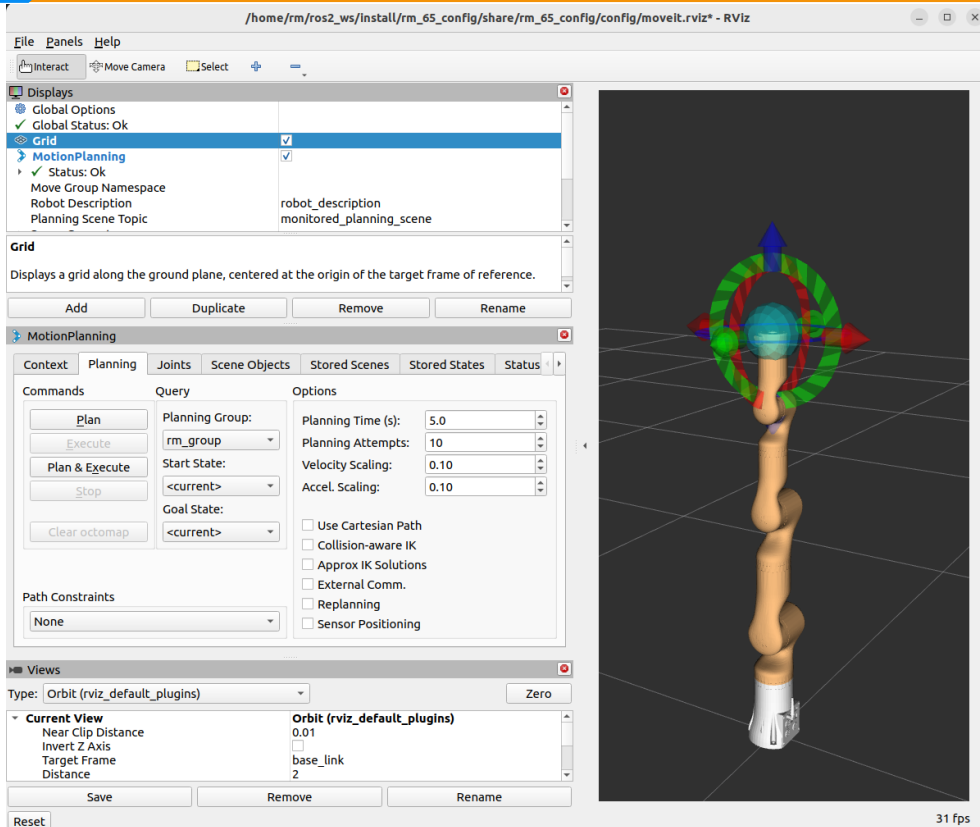 /home/rm/ros2_ws/install/rm_65_config/share/rm_65_config/config/moveit.rviz* - RViz
File Panels Help
Interact Move Camera Select
Displays
Global Options
Global Status: Ok
Grid
MotionPlanning
Status: Ok
Move Group Namespace
Robot Description robot_description
Planning Scene Topic monitored_planning_scene
Grid
Displays a grid along the ground plane, centered at the origin of the target frame of reference.
Add Duplicate Remove Rename
MotionPlanning
Context Planning Joints Scene Objects Stored Scenes Stored States Status
Commands Query Options
Plan
Execute
Plan & Execute
Stop
Clear octomap
Planning Group:
rm_group
Start State:
<current>
Goal State:
<current>
Planning Time (s): 5.0
Planning Attempts: 10
Velocity Scaling: 0.10
Accel. Scaling: 0.10
Use Cartesian Path
Collision-aware IK
Approx IK Solutions
External Comm.
Replanning
Sensor Positioning
Path Constraints
None
Views
Type: Orbit (rviz_default_plugins) Zero
Current View Orbit (rviz_default_plugins)
Near Clip Distance 0.01
Invert Z Axis
Target Frame base_link
Distance 2
Save Remove Rename
Reset 31 fps